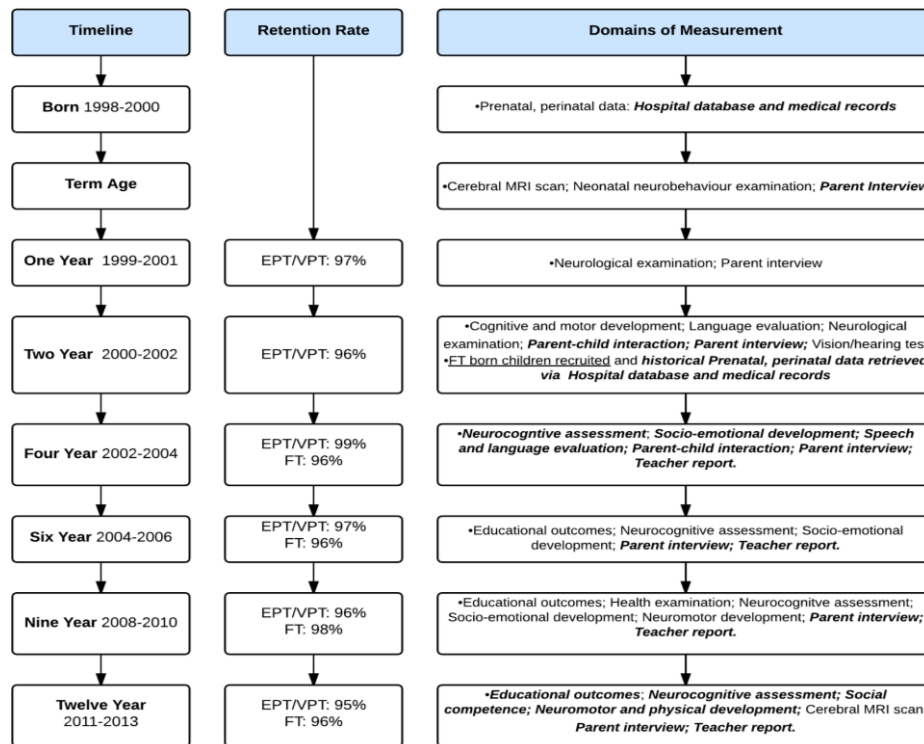 Timeline
Retention Rate
Domains of Measurement
Born 1998-2000
•Prenatal, perinatal data: Hospital database and medical records
Term Age
•Cerebral MRI scan; Neonatal neurobehaviour examination; Parent Interview
One Year 1999-2001
EPT/VPT: 97%
•Neurological examination; Parent interview
Two Year 2000-2002
EPT/VPT: 96%
•Cognitive and motor development; Language evaluation; Neurological
examination; Parent-child interaction; Parent interview; Vision/hearing tes
•FT born children recruited and historical Prenatal, perinatal data retrieved
via Hospital database and medical records
Four Year 2002-2004
EPT/VPT: 99%
FT: 96%
•Neurocogntive assessment; Socio-emotional development; Speech
and language evaluation; Parent-child interaction; Parent interview;
Teacher report.
Six Year 2004-2006
EPT/VPT: 97%
FT: 96%
•Educational outcomes; Neurocognitive assessment; Socio-emotional
development; Parent interview; Teacher report.
Nine Year 2008-2010
EPT/VPT: 96%
FT: 98%
•Educational outcomes; Health examination; Neurocognitve assessment;
Socio-emotional development; Neuromotor development; Parent interview;
Teacher report.
Twelve Year
2011-2013
EPT/VPT: 95%
FT: 96%
•Educational outcomes; Neurocognitive assessment; Social
competence; Neuromotor and physical development; Cerebral MRI scan
Parent interview; Teacher report.